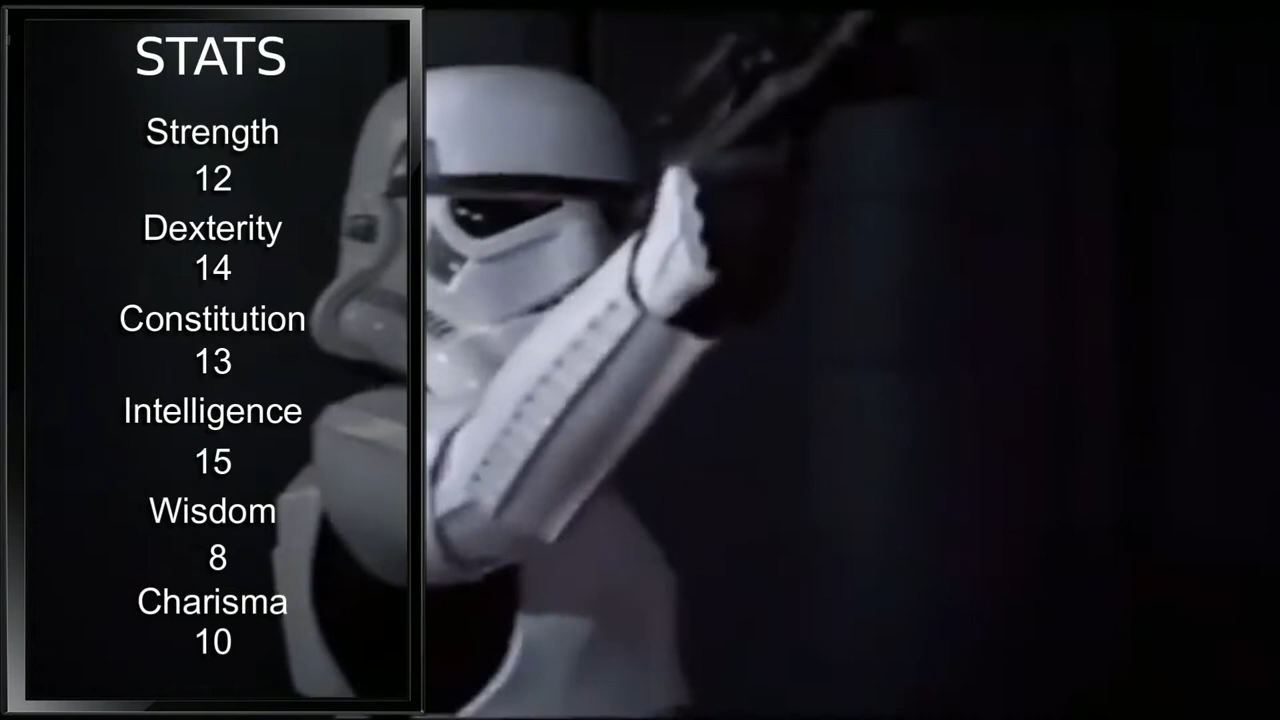 STATS
Strength
12
Dexterity
14
Constitution
13
Intelligence
15
Wisdom
8
Charisma
10